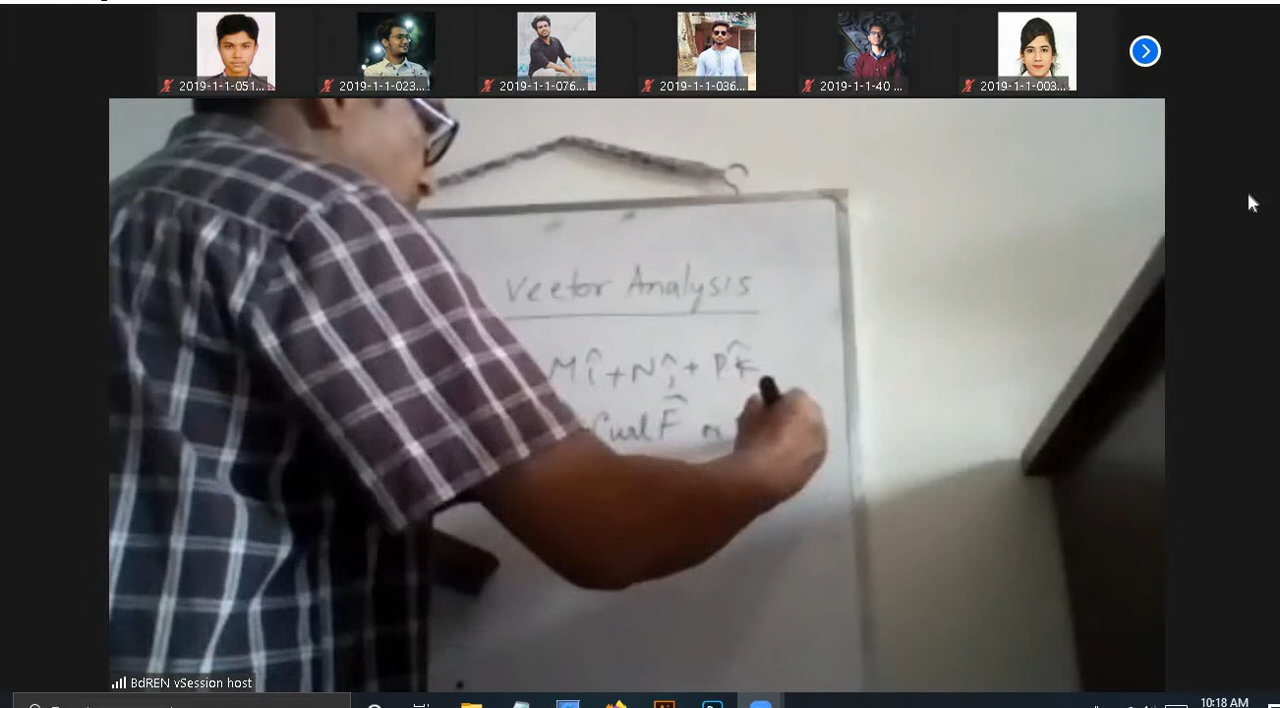 2019-1-1-051...
2019-1-1-023...
2019-1-1-076...
2019-1-1-036...
2019-1-1-40 ...
2019-1-1-003...
Vector Analysis
Mî + Nĵ + Pk̂
Curl F̂ or
BdREN vSession host
10:18 AM